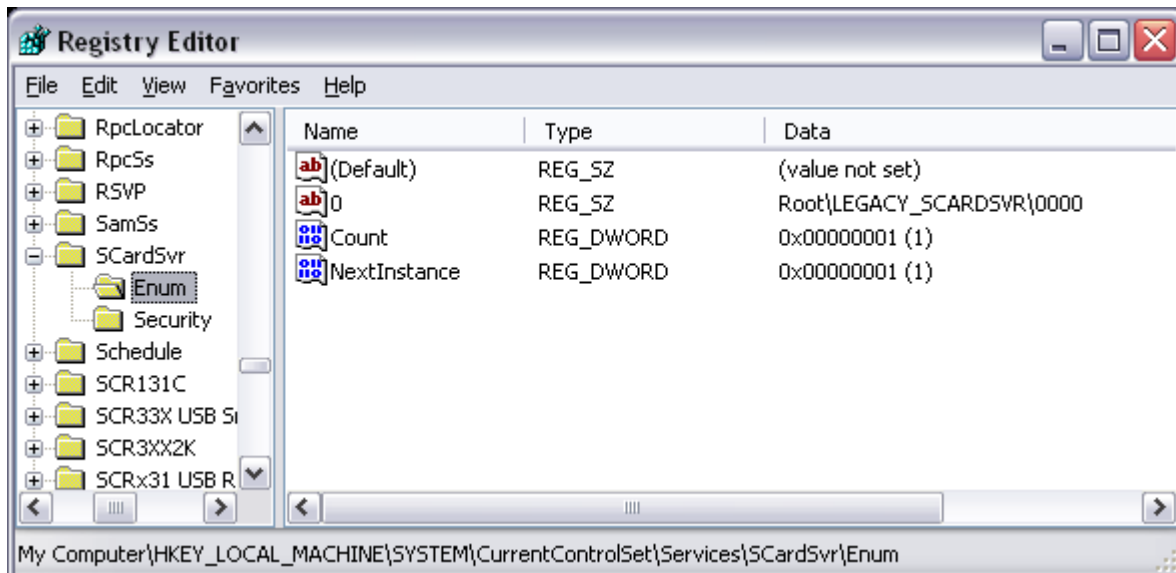 Registry Editor
File Edit View Favorites Help
RpcLocator
RpcSs
RSVP
SamSs
SCardSvr
Enum
Security
Schedule
SCR131C
SCR33X USB
SCR3XX2K
SCRx31 USB R
Name Type Data
(Default) REG_SZ (value not set)
0 REG_SZ Root\LEGACY_SCARDSVR\0000
Count REG_DWORD 0x00000001 (1)
NextInstance REG_DWORD 0x00000001 (1)
My Computer\HKEY_LOCAL_MACHINE\SYSTEM\CurrentControlSet\Services\SCardSvr\Enum